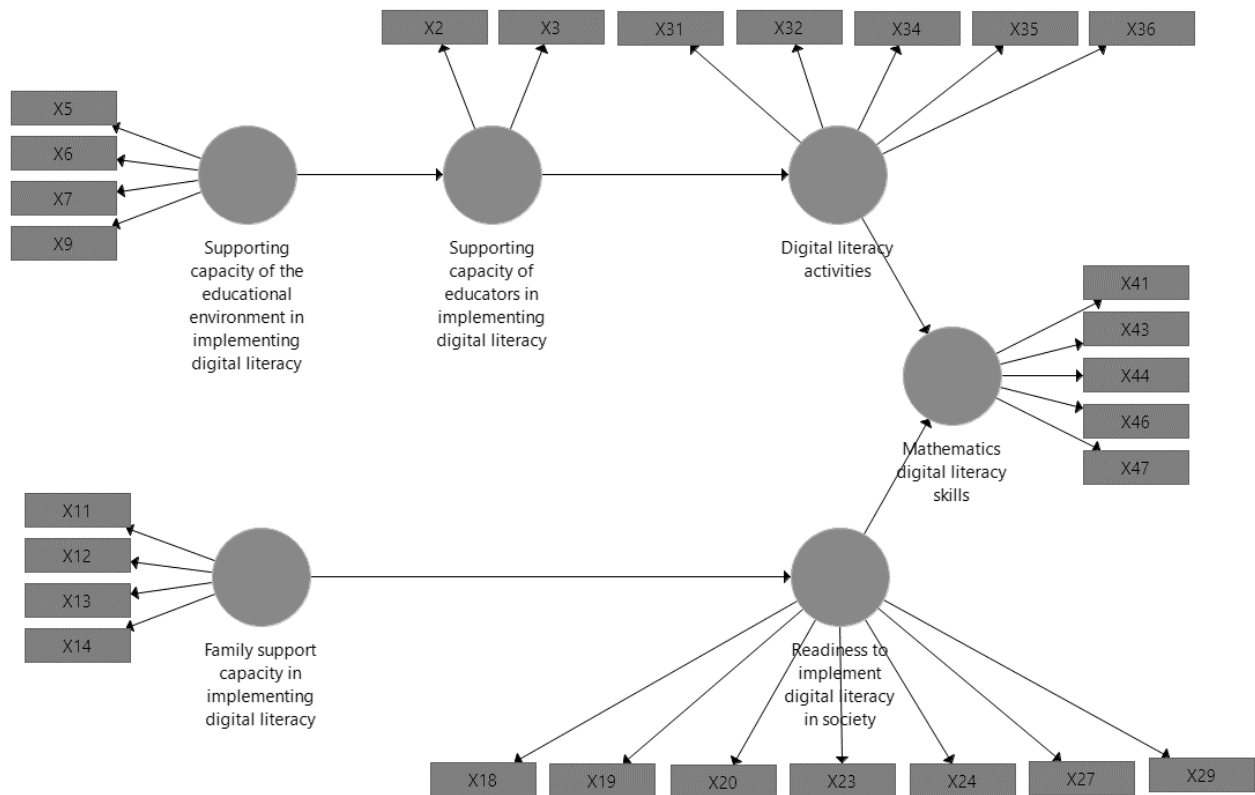 X2
X3
X31
X32
X34
X35
X36
X5
X6
X7
X9
Supporting
capacity of the
educational
environment in
implementing
digital literacy
Supporting
capacity of
educators in
implementing
digital literacy
Digital literacy
activities
X41
X43
X44
X46
X47
Mathematics
digital literacy
skills
X11
X12
X13
X14
Family support
capacity in
implementing
digital literacy
Readiness to
implement
digital literacy
in society
X18
X19
X20
X23
X24
X27
X29